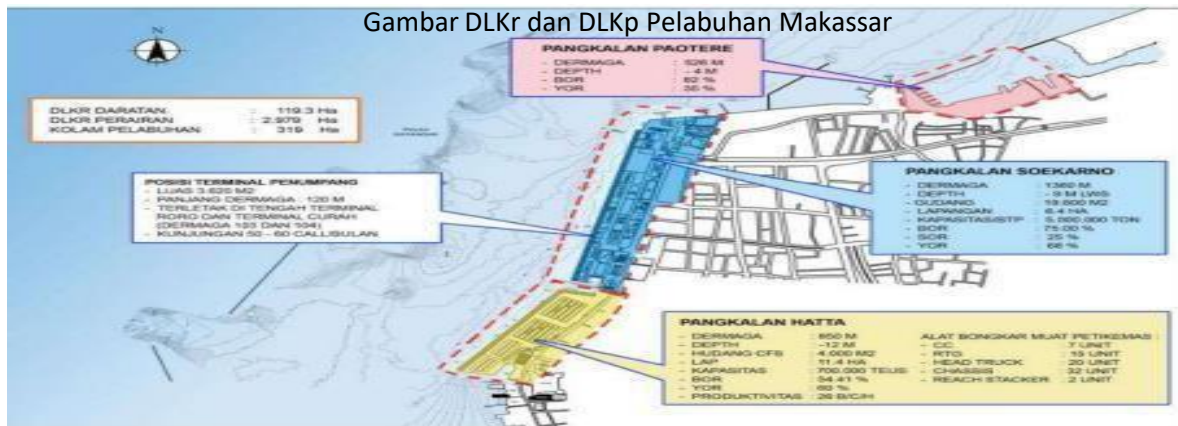 Gambar DLKr dan DLKp Pelabuhan Makassar
N
PANGKALAN PAOTERE
- DERMAGA : 526 M
- DEPTH : - 4 M
- BOR : 62 %
- YOR %
DLKR DARATAN : 119.3 Ha
DLKR PERAIRAN : 2.979 Ha
KOLAM PELABUHAN : 319 Ha
POSISI TERMINAL PENUMPANG
- LUAS 3.620 M2
- PANJANG DERMAGA 120 M
- TERLETAK DI TENGAH TERMINAL
RORO DAN TERMINAL CURAH
(DERMAGA 103 DAN 104)
- KUNJUNGAN 50 - 60 CALL/BULAN
PANGKALAN SOEKARNO
- DERMAGA : 1360 M
- DEPTH : -9 M LWS
- GUDANG M2
- LAPANGAN : 6.4 HA
- KAPASITAS/STP : 5.000.000 TON
- BOR : 75.00 %
- SOR : 25 %
- YOR : 66 %
PANGKALAN HATTA
- DERMAGA : 850 M
- DEPTH : -12 M
- HUDANG CFS : 4.000 M2
- LAP : 11.4 HA
- KAPASITAS : 700.000 TEUS
- BOR : 54.41 %
- YOR : 60 %
- PRODUKTIVITAS : 26 B/C/H
ALAT BONGKAR MUAT PETIKEMAS :
- CC : 7 UNIT
- RTG : 15 UNIT
- HEAD TRUCK : 20 UNIT
- CHASSIS : 32 UNIT
- REACH STACKER : 2 UNIT